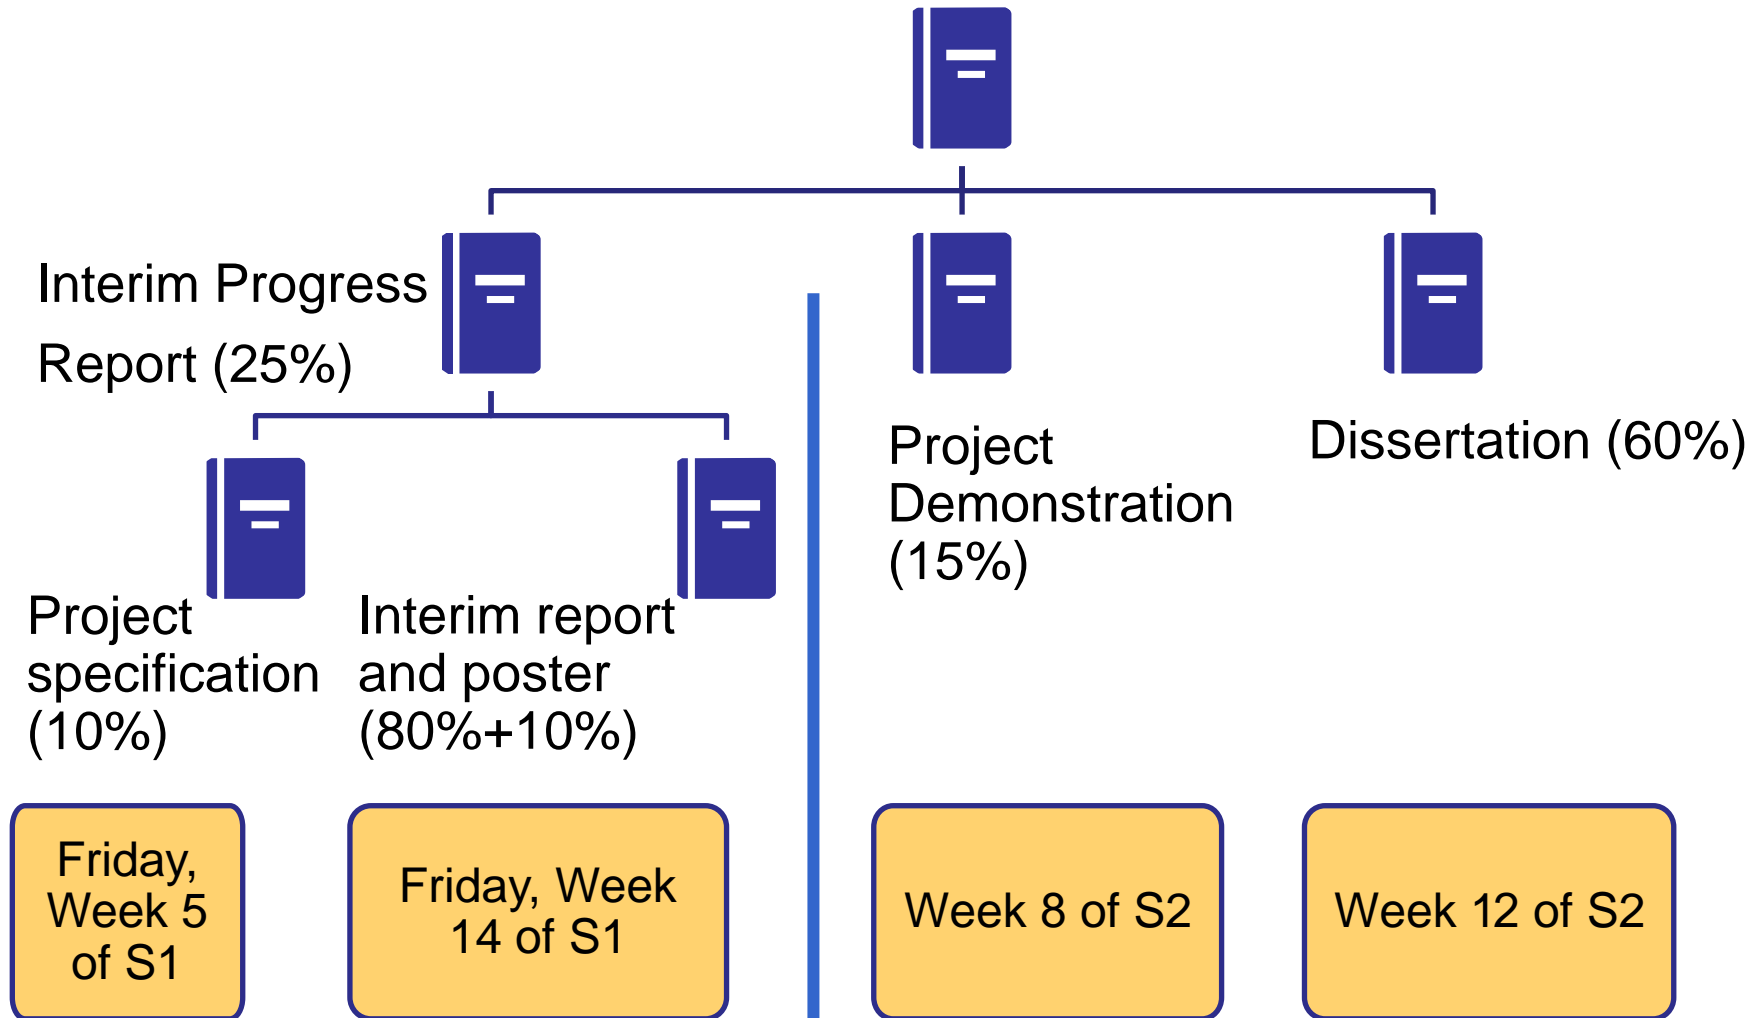 Interim Progress
Report (25%)
Project
Demonstration
(15%)
Dissertation (60%)
Project
specification
(10%)
Interim report
and poster
(80%+10%)
Friday,
Week 5
of S1
Friday, Week
14 of S1
Week 8 of S2
Week 12 of S2